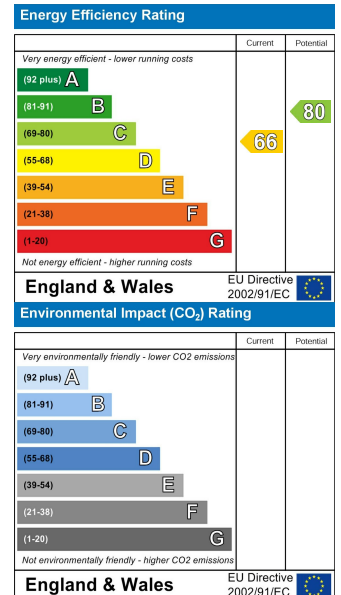 Energy Efficiency Rating
Current Potential
Very energy efficient - lower running costs
(92 plus) A
(81-91) B
80
(69-80) C
66
(55-68) D
(39-54) E
(21-38) F
(1-20) G
Not energy efficient - higher running costs
England & Wales EU Directive
2002/91/EC
Environmental Impact (CO₂) Rating
Current Potential
Very environmentally friendly - lower CO2 emissions
(92 plus) A
(81-91) B
(69-80) C
(55-68) D
(39-54) E
(21-38) F
(1-20) G
Not environmentally friendly - higher CO2 emissions
England & Wales EU Directive
2002/91/EC